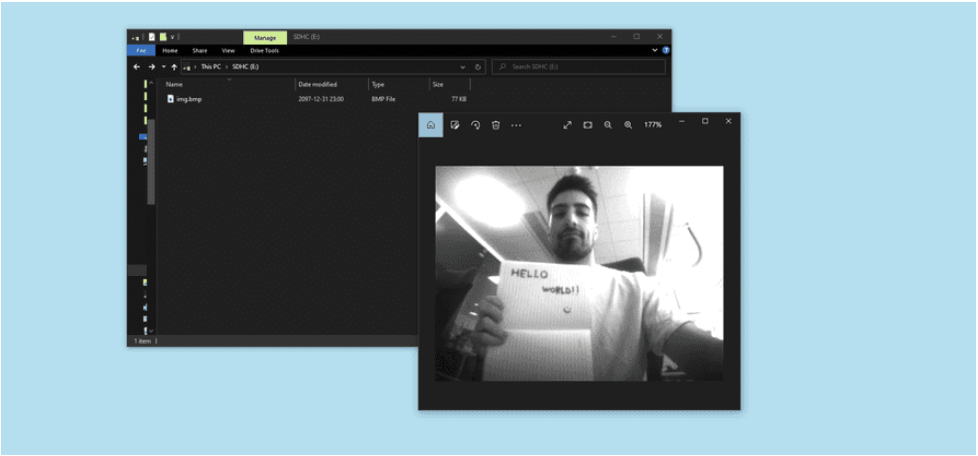 Manage
SDHC (E:)
File Home Share View Drive Tools
This PC › SDHC (E:)
Search SDHC (E:)
Name Date modified Type Size
img.bmp 2097-12-31 23:00 BMP File 77 KB
177%
HELLO
WORLD!!
1 item